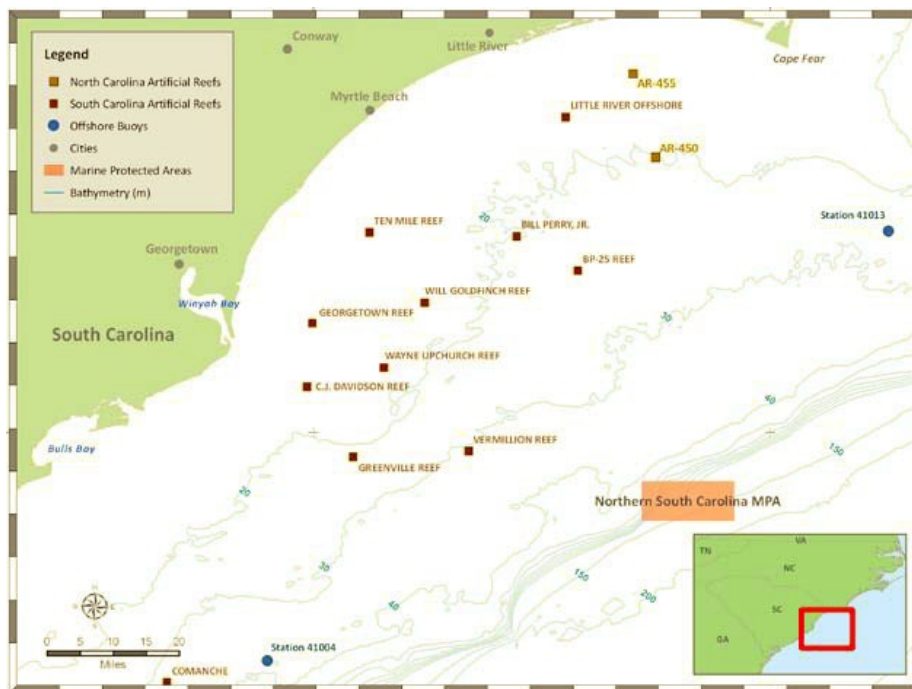 Legend
North Carolina Artificial Reefs
South Carolina Artificial Reefs
Offshore Buoys
Cities
Marine Protected Areas
Bathymetry (m)
Conway
Little River
Cape Fear
AR-455
Myrtle Beach
LITTLE RIVER OFFSHORE
AR-450
20
TEN MILE REEF
BILL PERRY, JR.
Station 41013
Georgetown
BP-25 REEF
WILL GOLDFINCH REEF
Winyah Bay
GEORGETOWN REEF
30
South Carolina
WAYNE UPCHURCH REEF
C.J. DAVIDSON REEF
40
VERMILLION REEF
Bulls Bay
150
GREENVILLE REEF
20
Northern South Carolina MPA
30
150
200
40
VA
TN
NC
SC
GA
0 5 10 15 20
Miles
Station 41004
COMANCHE